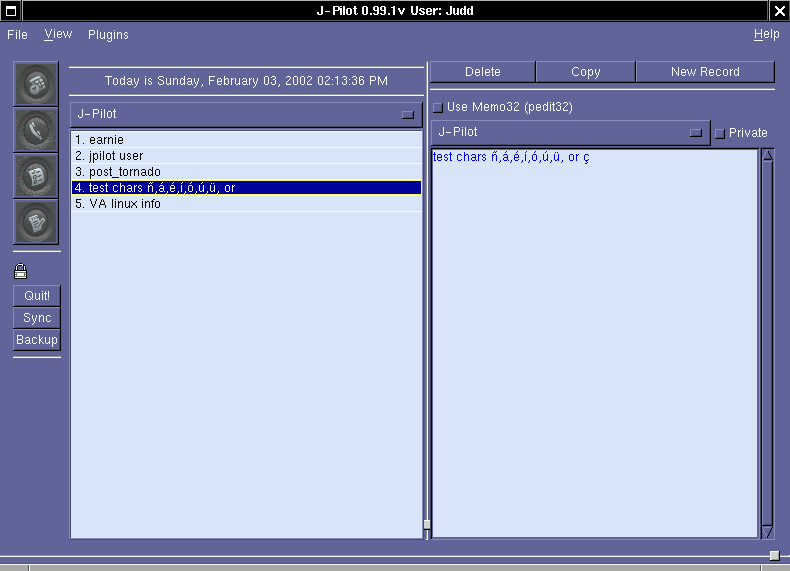 J-Pilot 0.99.1v User: Judd
File View Plugins Help
Today is Sunday, February 03, 2002 02:13:36 PM
J-Pilot
1. earnie
2. jpilot user
3. post_tornado
4. test chars ñ,á,é,í,ó,ú,ü, or
5. VA linux info
Quit!
Sync
Backup
Delete Copy New Record
Use Memo32 (pedit32)
J-Pilot Private
test chars ñ,á,é,í,ó,ú,ü, or ç